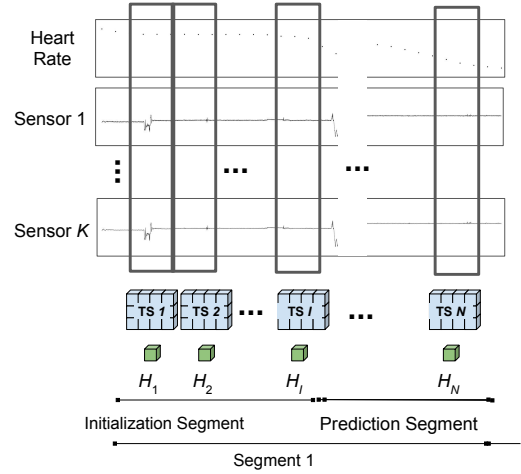 Heart
Rate
Sensor 1
Sensor K
TS 1 TS 2 TS I TS N
H1 H2 HI HN
Initialization Segment Prediction Segment
Segment 1